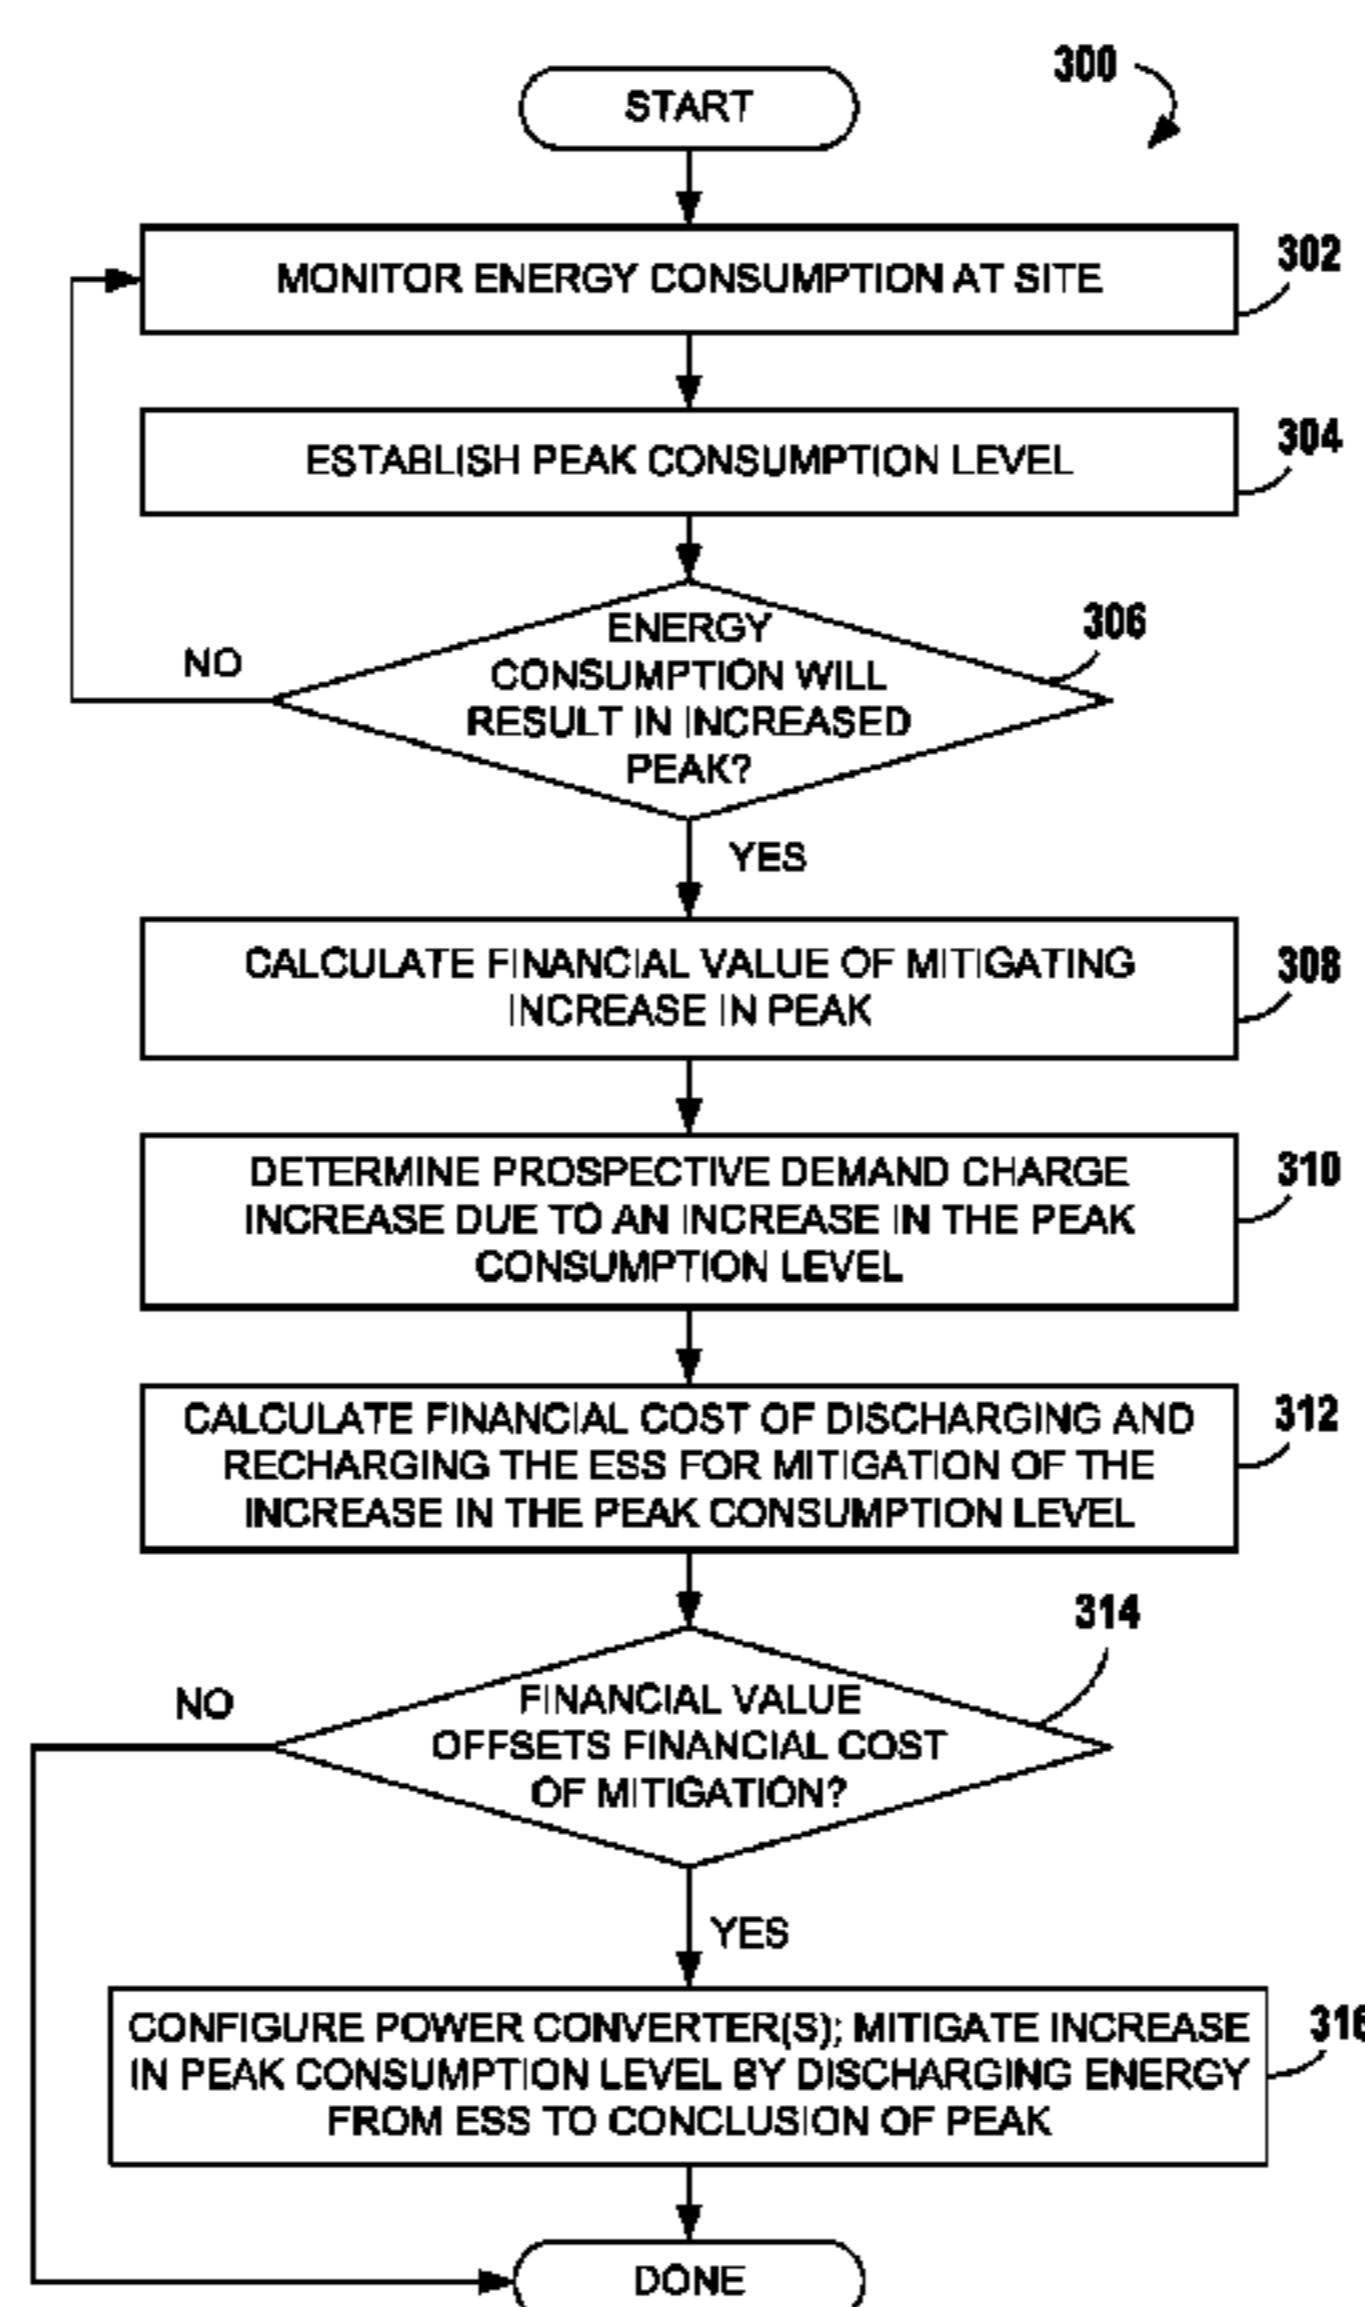 300
START
MONITOR ENERGY CONSUMPTION AT SITE
302
ESTABLISH PEAK CONSUMPTION LEVEL
304
ENERGY
CONSUMPTION WILL
RESULT IN INCREASED
PEAK?
306
NO
YES
CALCULATE FINANCIAL VALUE OF MITIGATING
INCREASE IN PEAK
308
DETERMINE PROSPECTIVE DEMAND CHARGE
INCREASE DUE TO AN INCREASE IN THE PEAK
CONSUMPTION LEVEL
310
CALCULATE FINANCIAL COST OF DISCHARGING AND
RECHARGING THE ESS FOR MITIGATION OF THE
INCREASE IN THE PEAK CONSUMPTION LEVEL
312
314
NO
FINANCIAL VALUE
OFFSETS FINANCIAL COST
OF MITIGATION?
YES
CONFIGURE POWER CONVERTER(S); MITIGATE INCREASE
IN PEAK CONSUMPTION LEVEL BY DISCHARGING ENERGY
FROM ESS TO CONCLUSION OF PEAK
316
DONE